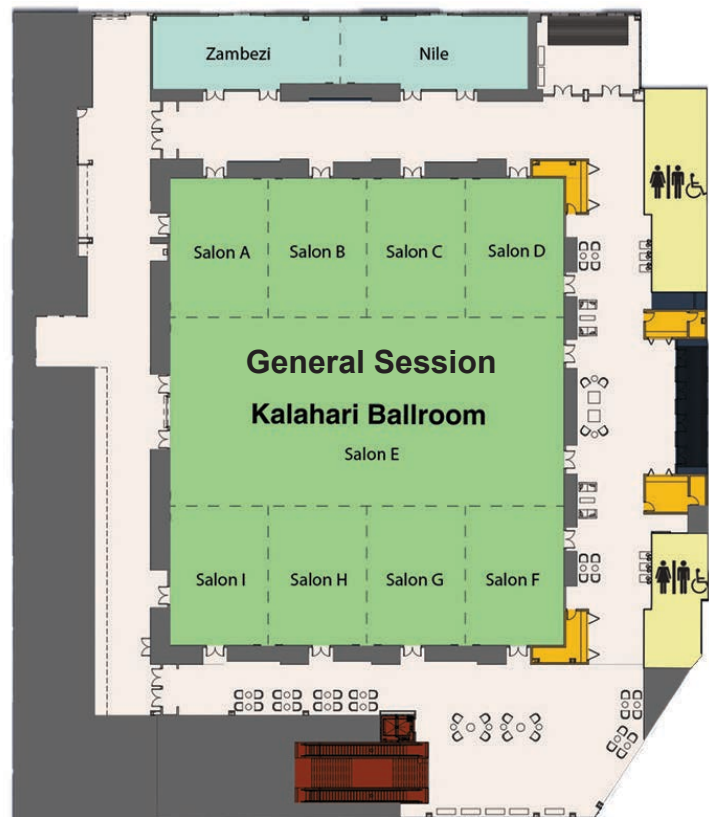 Zambezi
Nile
Salon A
Salon B
Salon C
Salon D
General Session
Kalahari Ballroom
Salon E
Salon I
Salon H
Salon G
Salon F